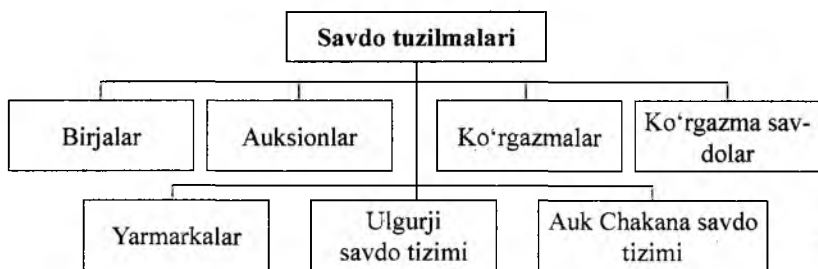 Savdo tuzilmalari
Birjalar
Auksionlar
Ko‘rgazmalar
Ko‘rgazma sav-
dolar
Yarmarkalar
Ulgurji
savdo tizimi
Auk Chakana savdo
tizimi